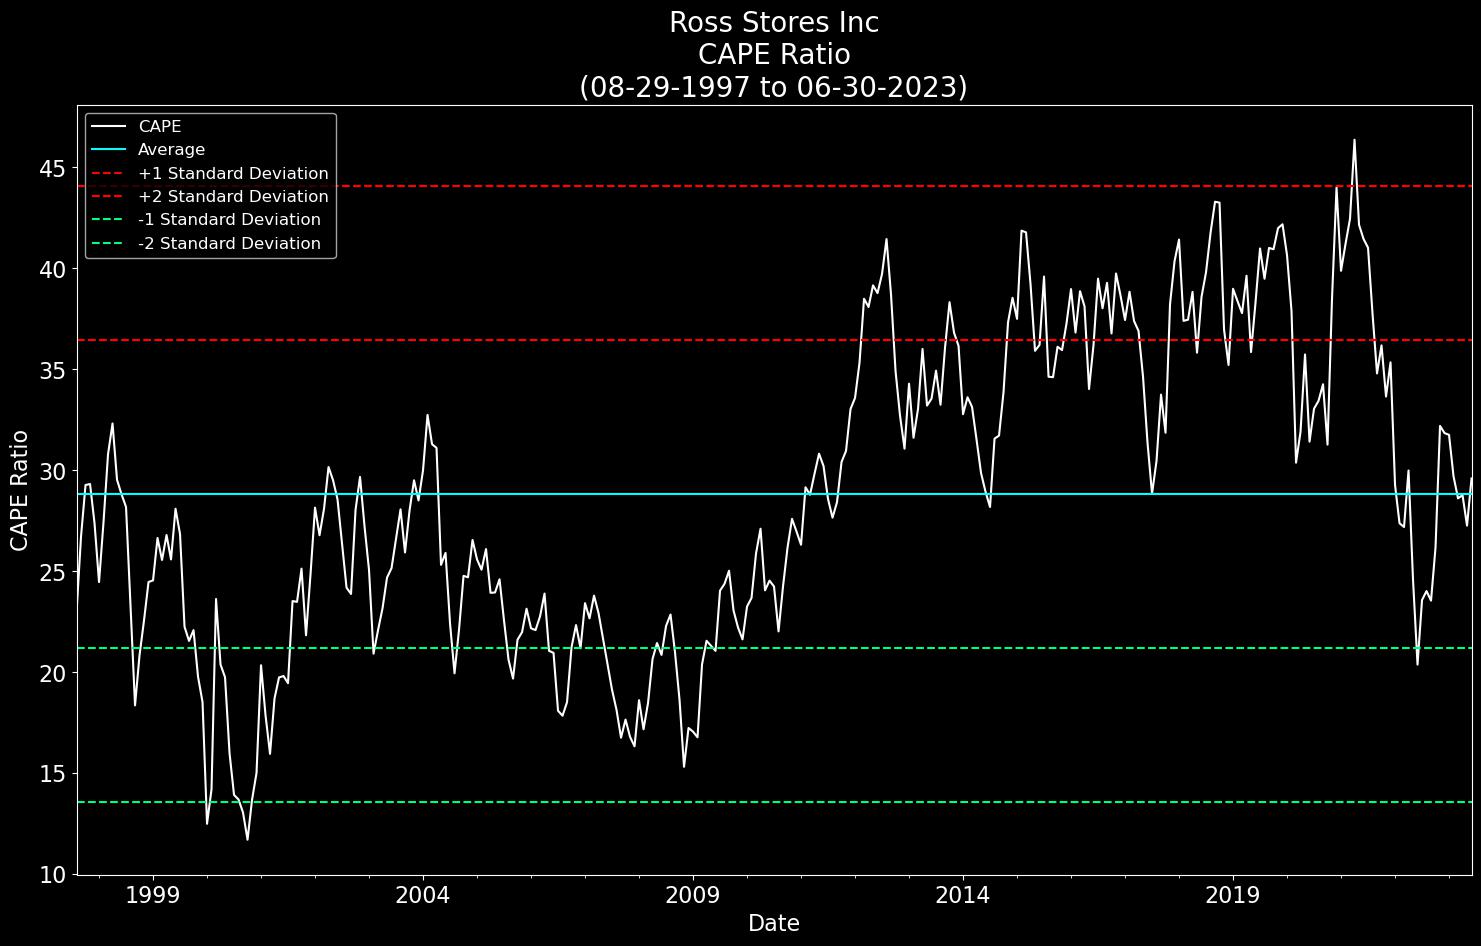 Ross Stores Inc
CAPE Ratio
(08-29-1997 to 06-30-2023)
CAPE
Average
+1 Standard Deviation
+2 Standard Deviation
-1 Standard Deviation
-2 Standard Deviation
CAPE Ratio
45
40
35
30
25
20
15
10
1999
2004
2009
2014
2019
Date